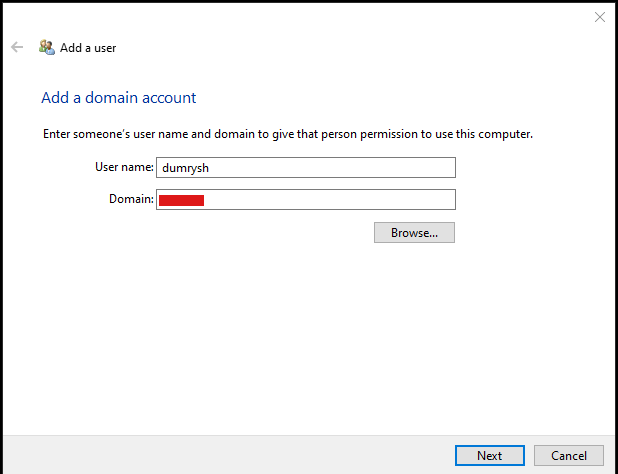 Add a user
Add a domain account
Enter someone's user name and domain to give that person permission to use this computer.
User name: dumrysh
Domain:
Browse...
Next Cancel